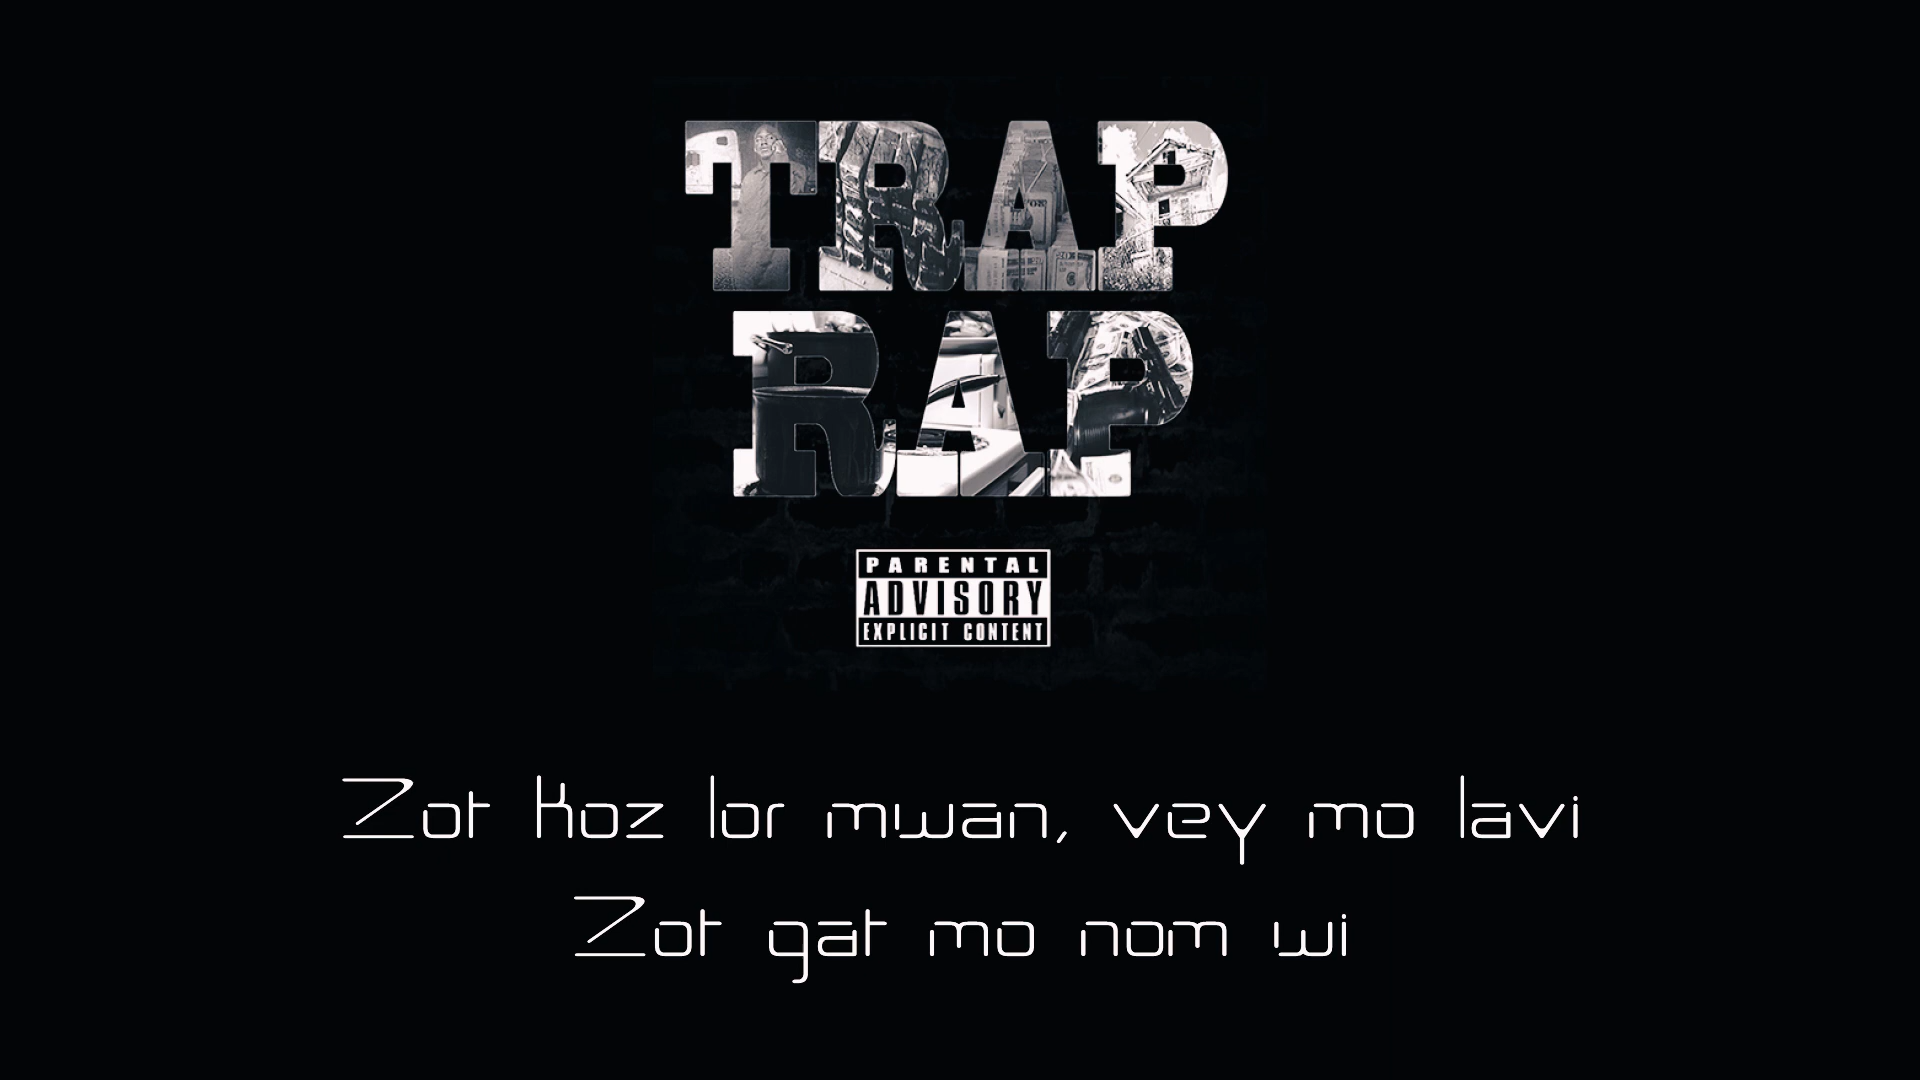 TRAP
RAP
PARENTAL
ADVISORY
EXPLICIT CONTENT
Zot koz lor mwan, vey mo lavi
Zot gat mo nom wi